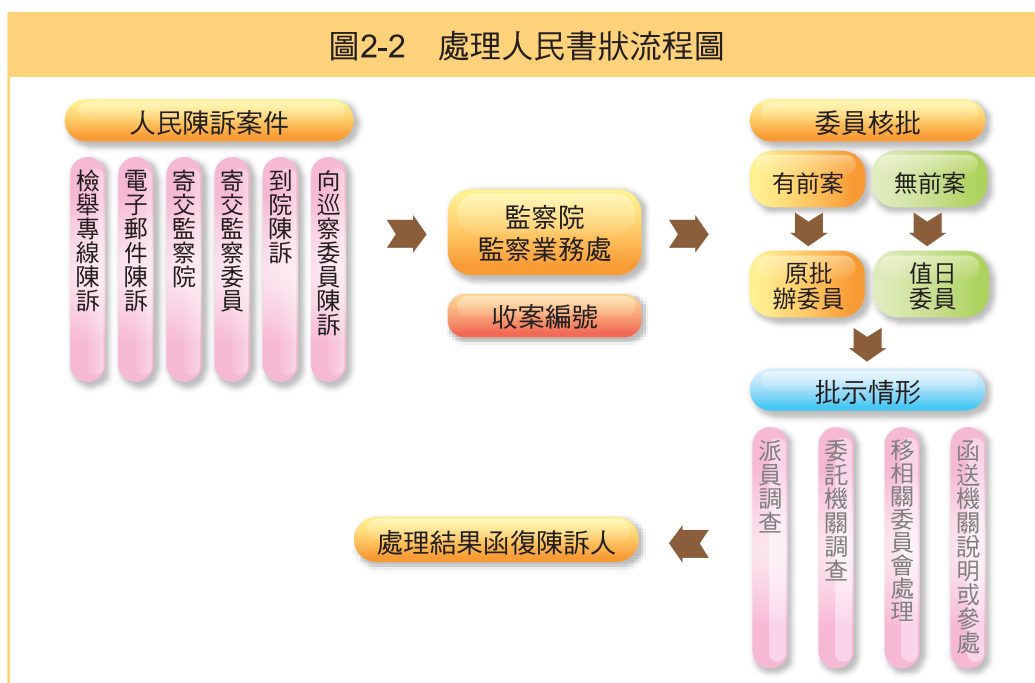 圖2-2 處理人民書狀流程圖
人民陳訴案件
檢舉專線陳訴
電子郵件陳訴
寄交監察院
寄交監察委員
到院陳訴
向巡察委員陳訴
監察院
監察業務處
收案編號
委員核批
有前案
無前案
原批
辦委員
值日
委員
批示情形
派員調查
委託機關調查
移相關委員會處理
函送機關說明或參處
處理結果函復陳訴人